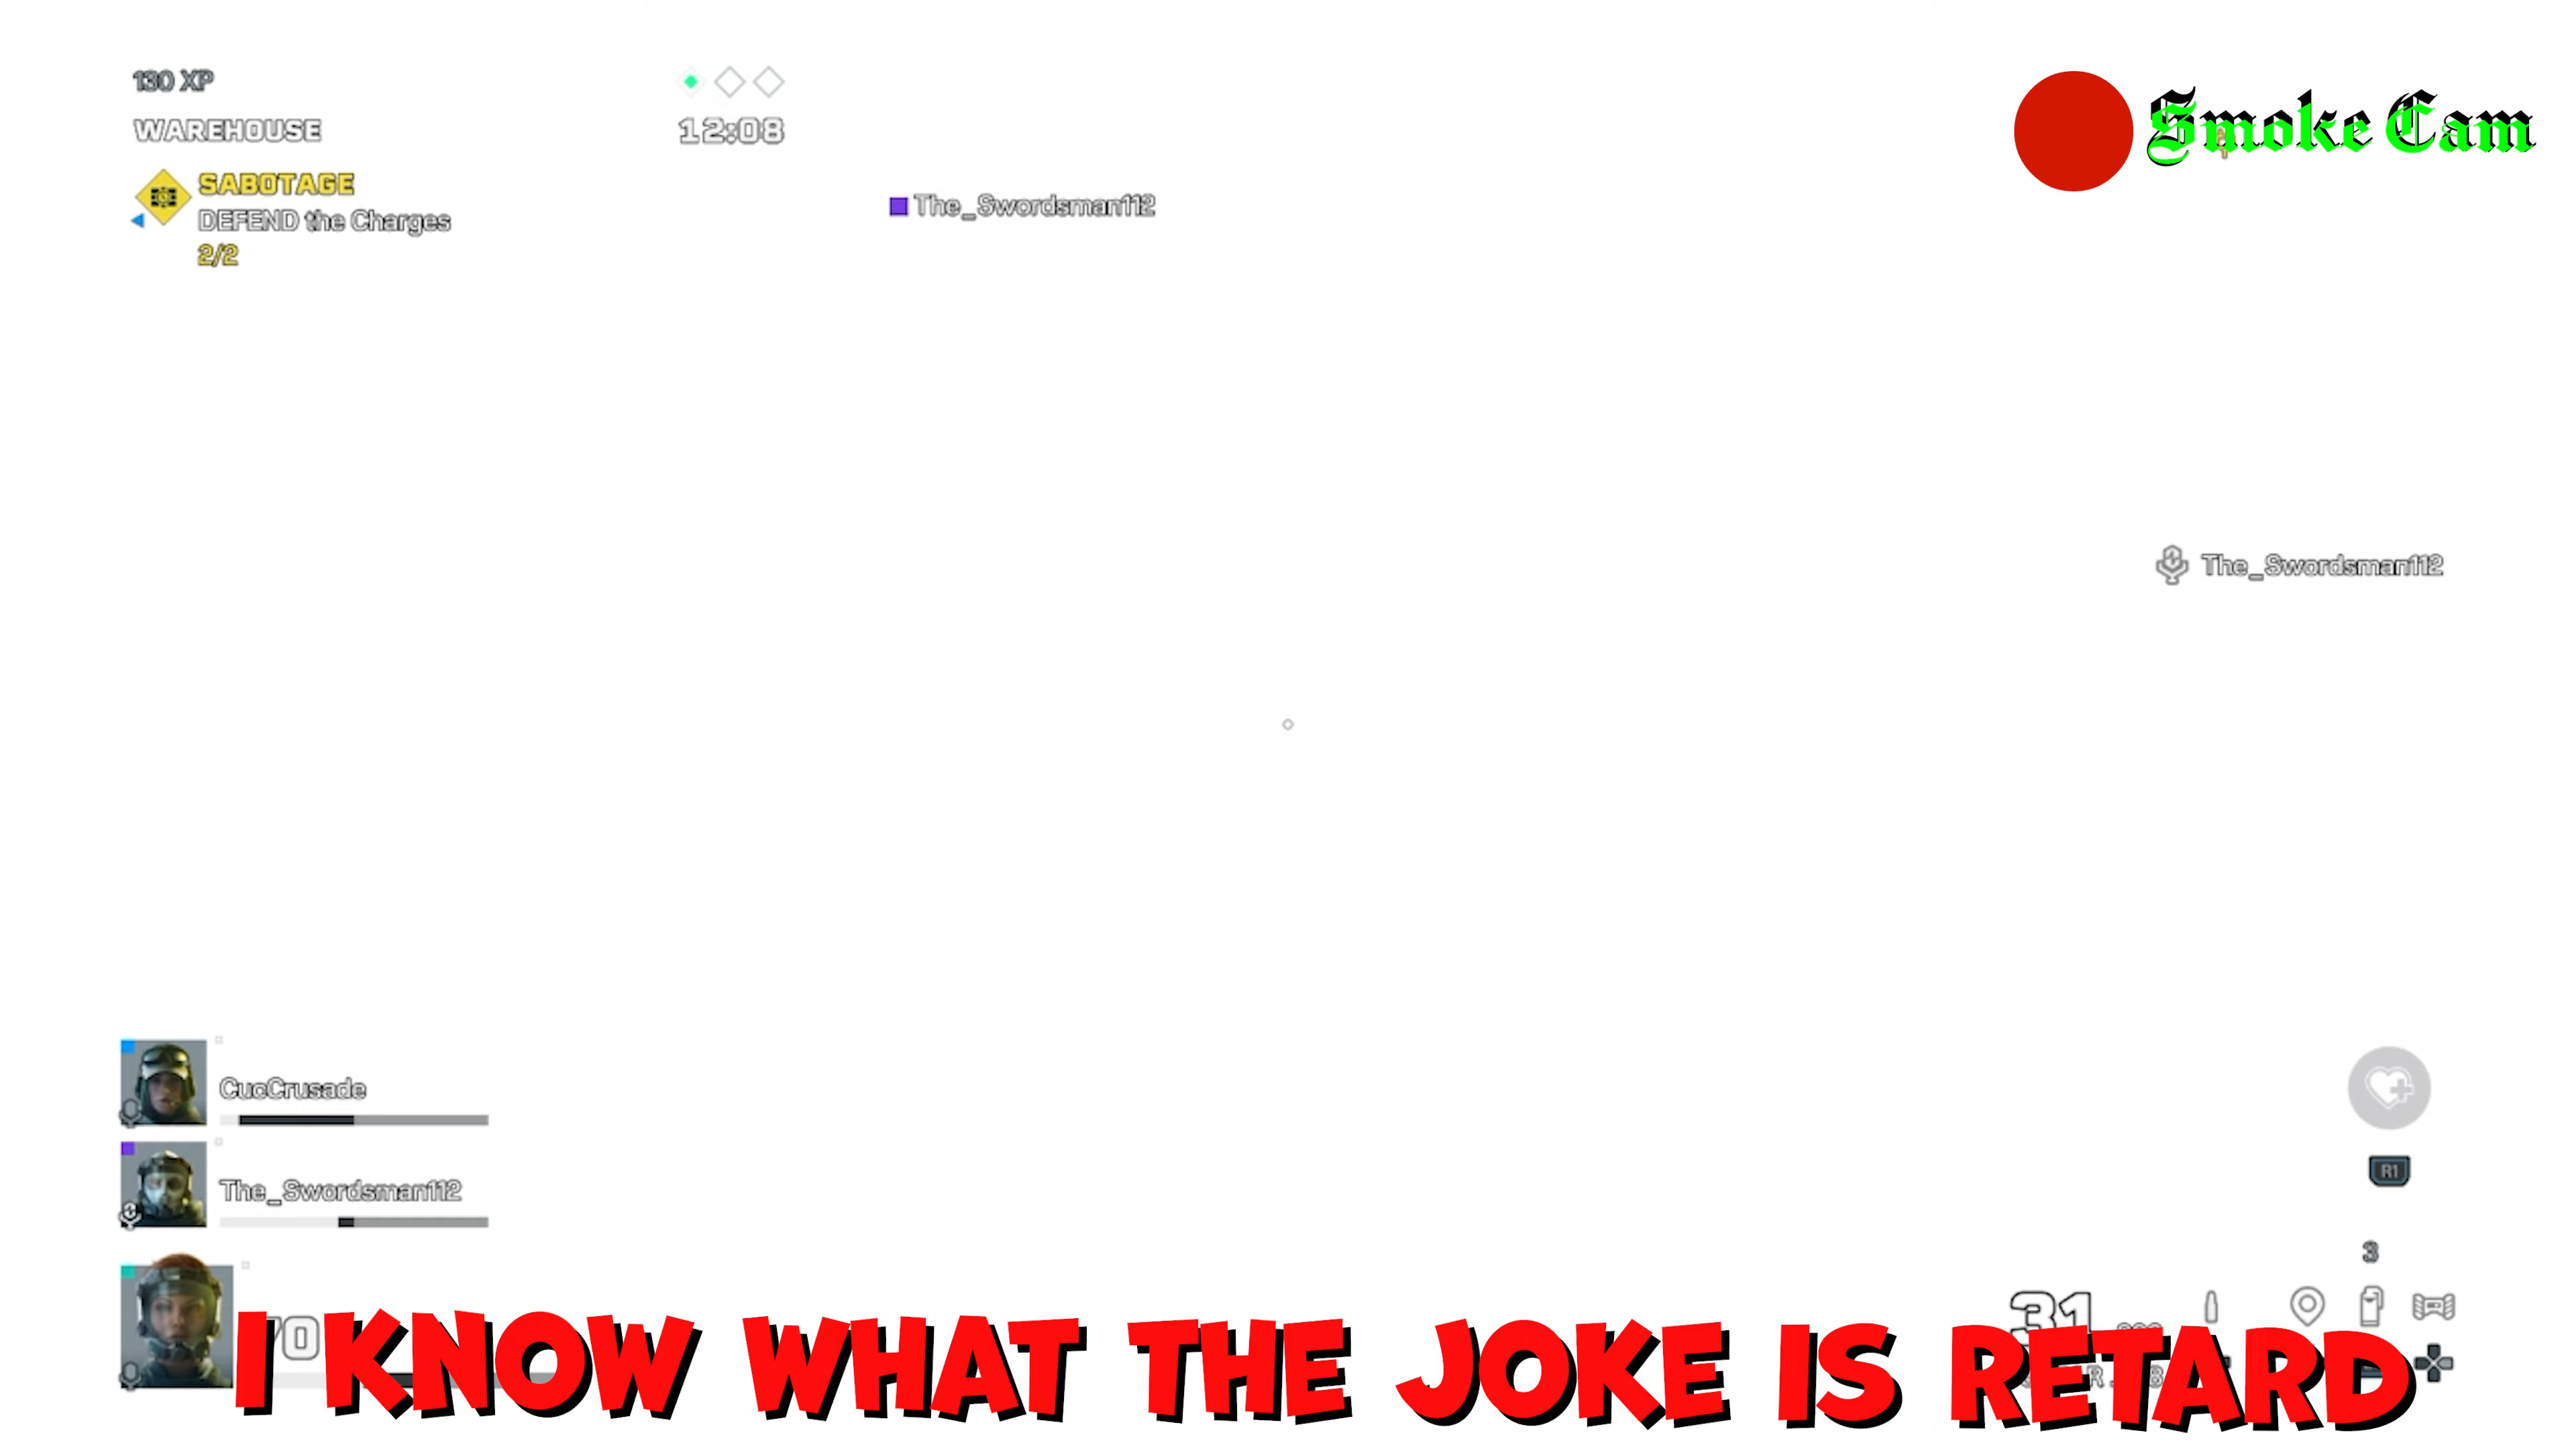 130 XP
WAREHOUSE
SABOTAGE
DEFEND the Charges
2/2
12:08
The_Swordsman112
Smoke Cam
The_Swordsman112
CucCrusade
The_Swordsman112
R1
3
31
I KNOW WHAT THE JOKE IS RETARD